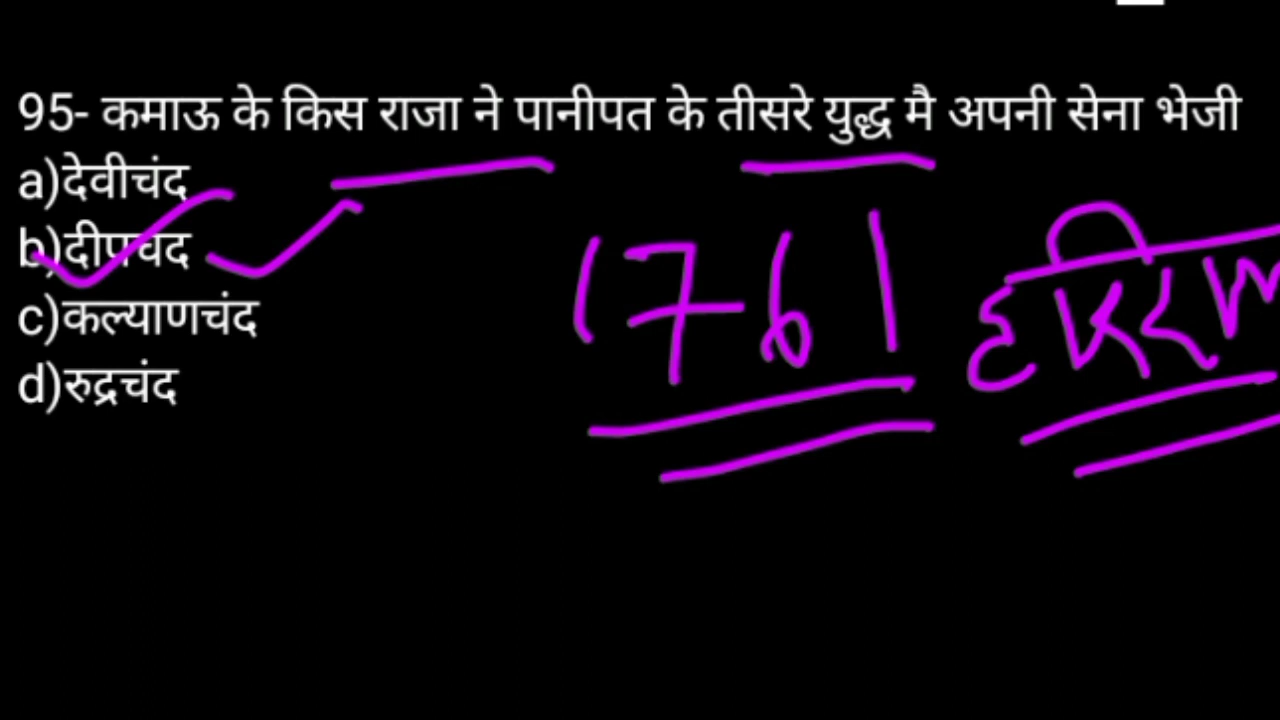 95- कमाऊ के किस राजा ने पानीपत के तीसरे युद्ध मै अपनी सेना भेजी
a)देवीचंद
b)दीपचंद
c)कल्याणचंद
d)रुद्रचंद
1761